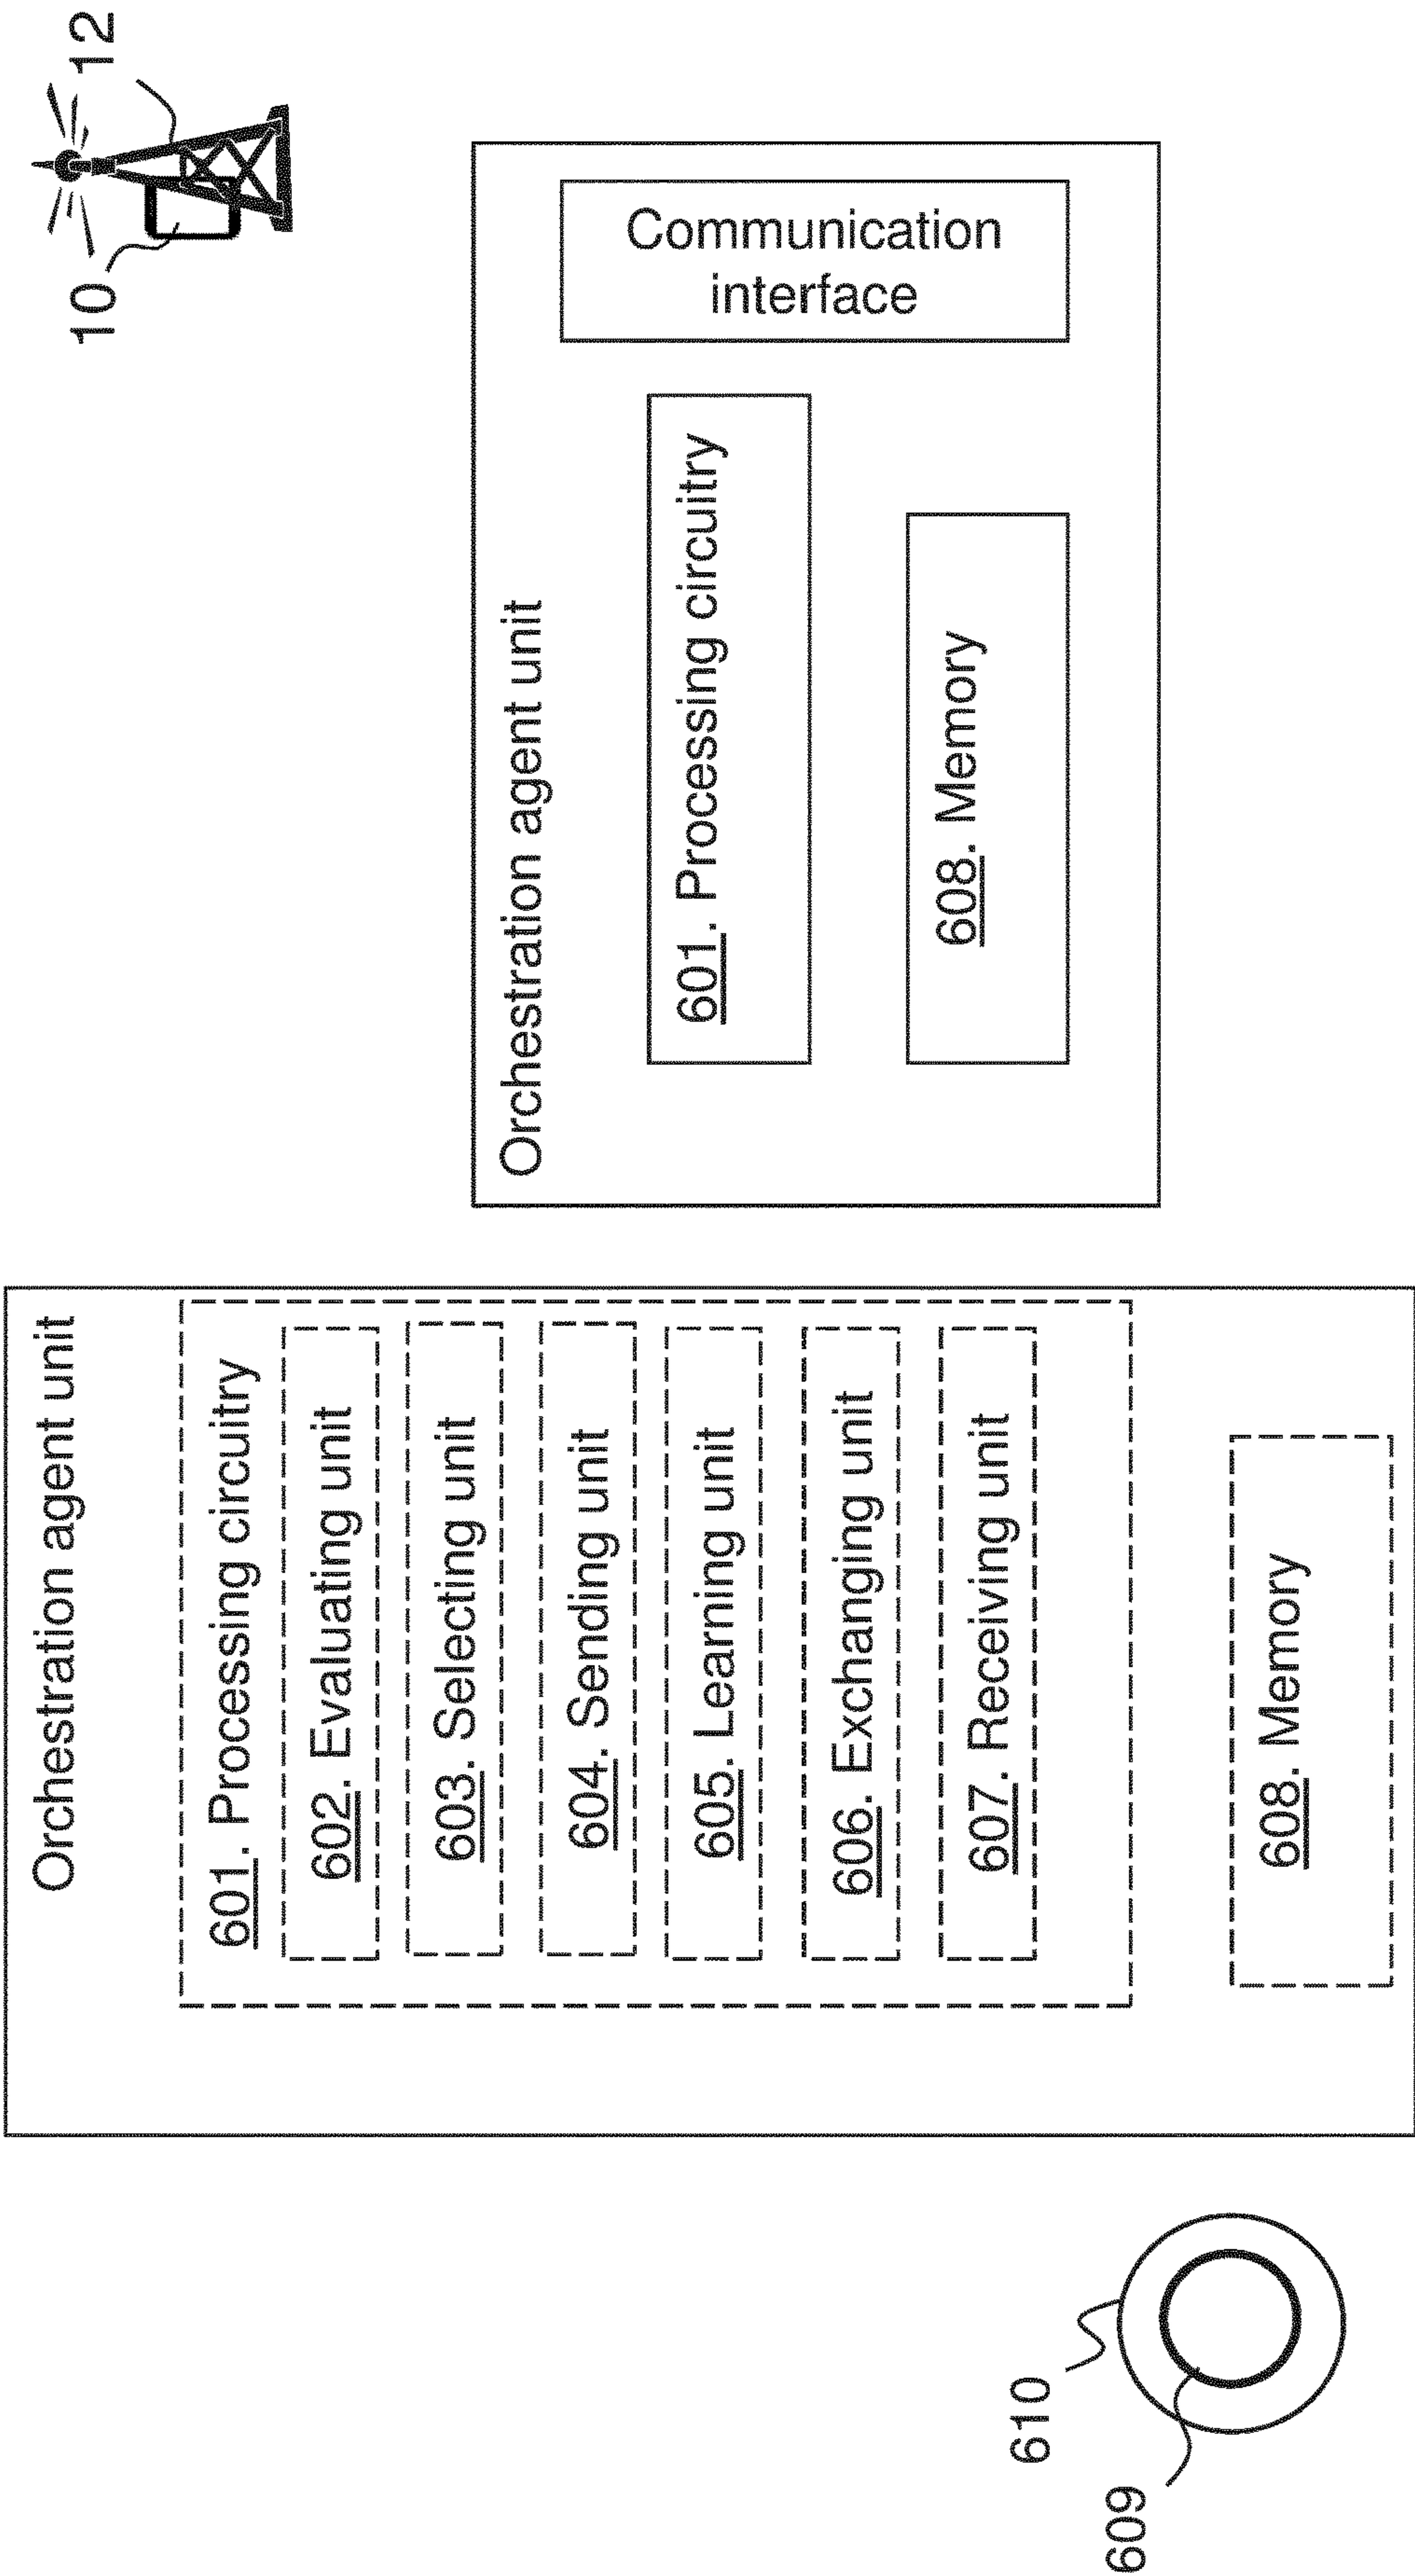 10
12
Orchestration agent unit
601. Processing circuitry
602. Evaluating unit
603. Selecting unit
604. Sending unit
605. Learning unit
606. Exchanging unit
607. Receiving unit
608. Memory
610
609
Orchestration agent unit
601. Processing circuitry
608. Memory
Communication
interface